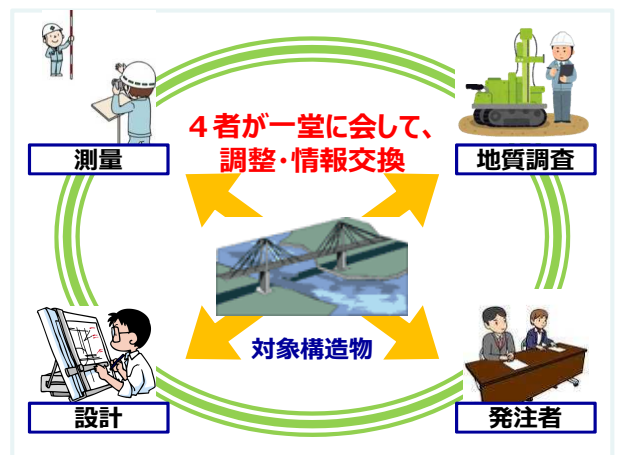 ４者が一堂に会して、
調整・情報交換
測量
地質調査
対象構造物
設計
発注者